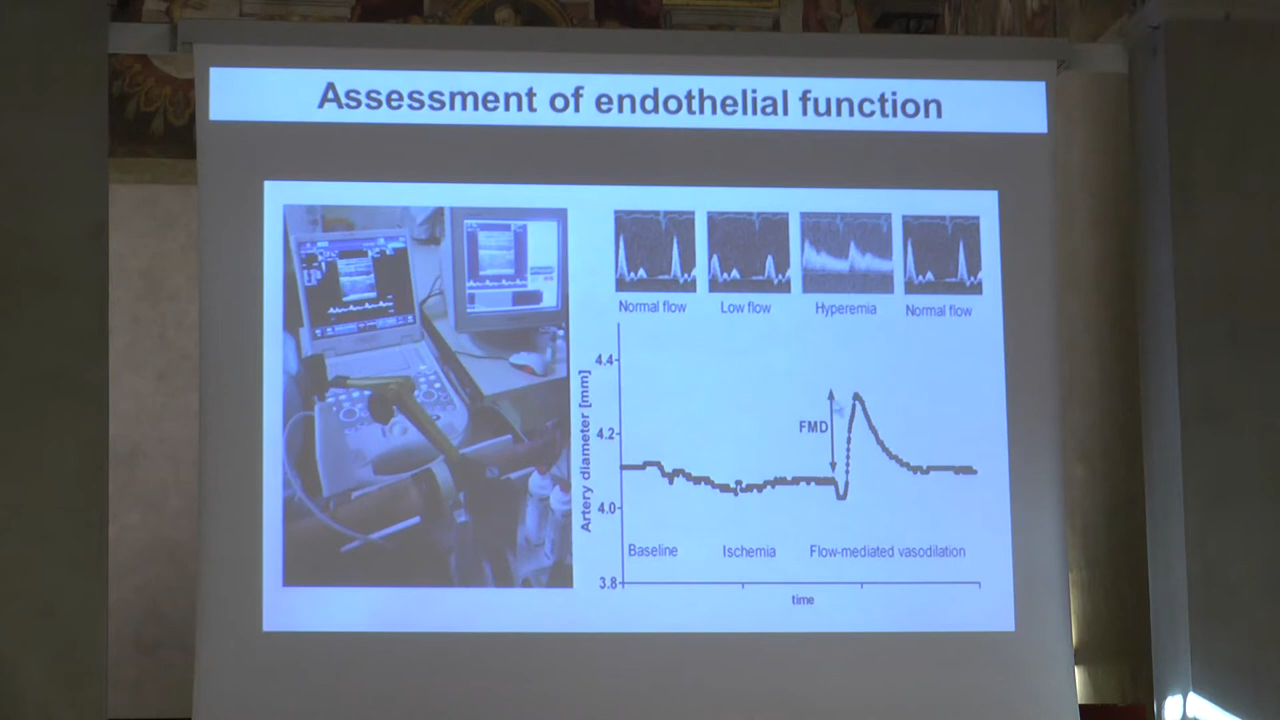 Assessment of endothelial function
Normal flow
Low flow
Hyperemia
Normal flow
Artery diameter [mm]
4.4
4.2
4.0
3.8
FMD
Baseline
Ischemia
Flow-mediated vasodilation
time